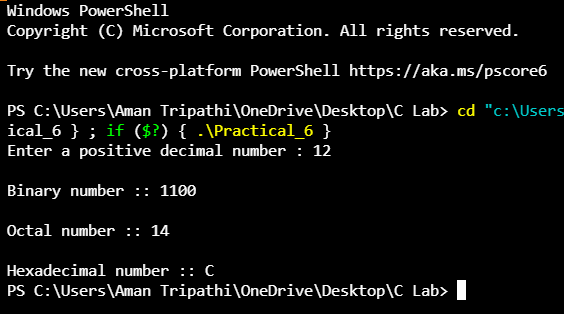 Windows PowerShell
Copyright (C) Microsoft Corporation. All rights reserved.
Try the new cross-platform PowerShell https://aka.ms/pscore6
PS C:\Users\Aman Tripathi\OneDrive\Desktop\C Lab> cd "c:\Users
ical_6 } ; if ($?) { .\Practical_6 }
Enter a positive decimal number : 12
Binary number :: 1100
Octal number :: 14
Hexadecimal number :: C
PS C:\Users\Aman Tripathi\OneDrive\Desktop\C Lab>